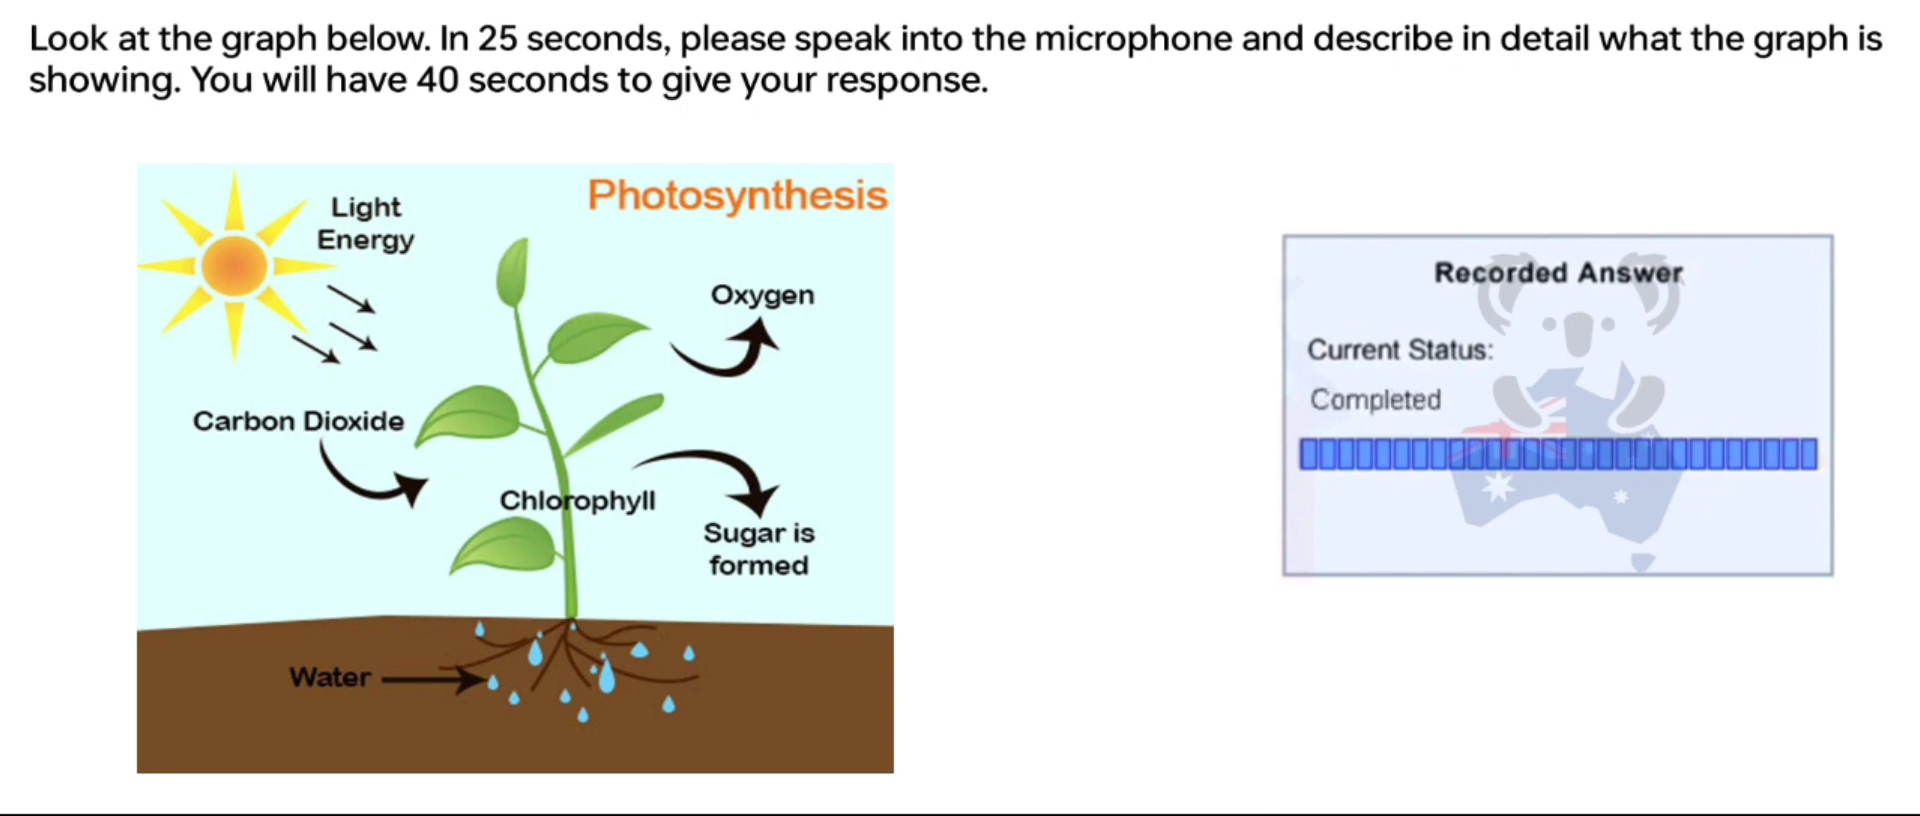 Look at the graph below. In 25 seconds, please speak into the microphone and describe in detail what the graph is
showing. You will have 40 seconds to give your response.
Photosynthesis
Light
Energy
Oxygen
Carbon Dioxide
Chlorophyll
Sugar is
formed
Water
Recorded Answer
Current Status:
Completed